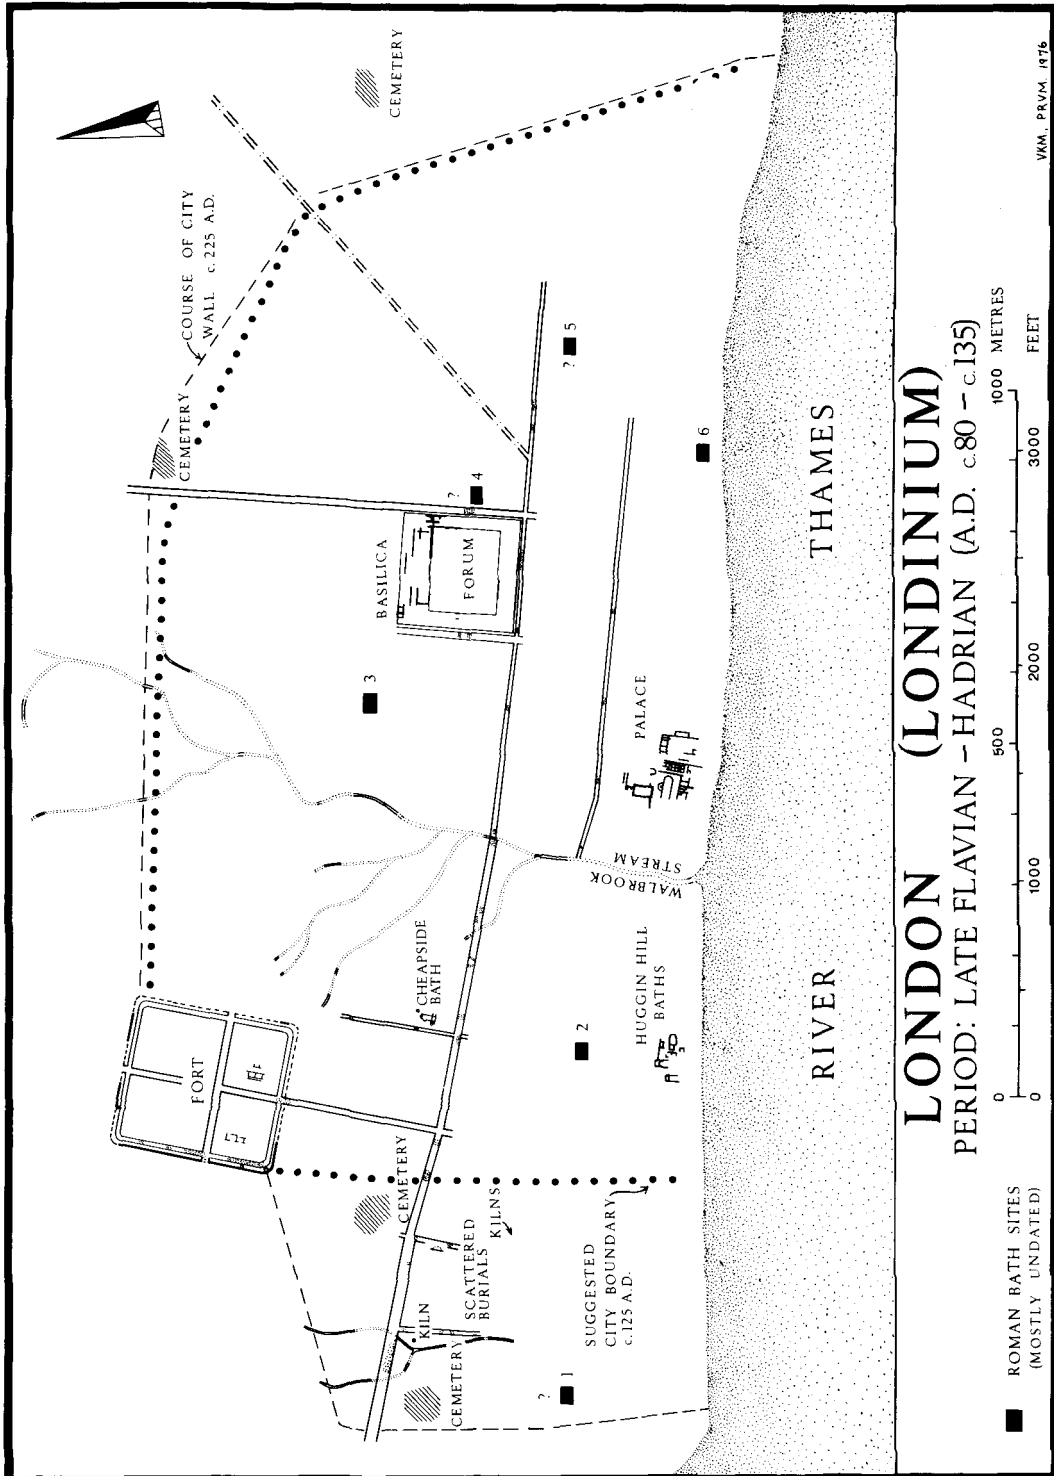 CEMETERY
COURSE OF CITY
WALL c. 225 A.D.
CEMETERY
FORT
BASILICA
FORUM
? 4
? 5
6
3
CHEAPSIDE
BATH
PALACE
WALBROOK
STREAM
2
HUGGIN HILL
BATHS
CEMETERY
KILNS
SCATTERED
BURIALS
KILN
CEMETERY
SUGGESTED
CITY BOUNDARY
c. 125 A.D.
? 1
RIVER THAMES
LONDON (LONDINIUM)
PERIOD: LATE FLAVIAN – HADRIAN (A.D. c. 80 – c. 135)
0 500 1000 METRES
0 1000 2000 3000 FEET
ROMAN BATH SITES
(MOSTLY UNDATED)
VKM., PRVM. 1976